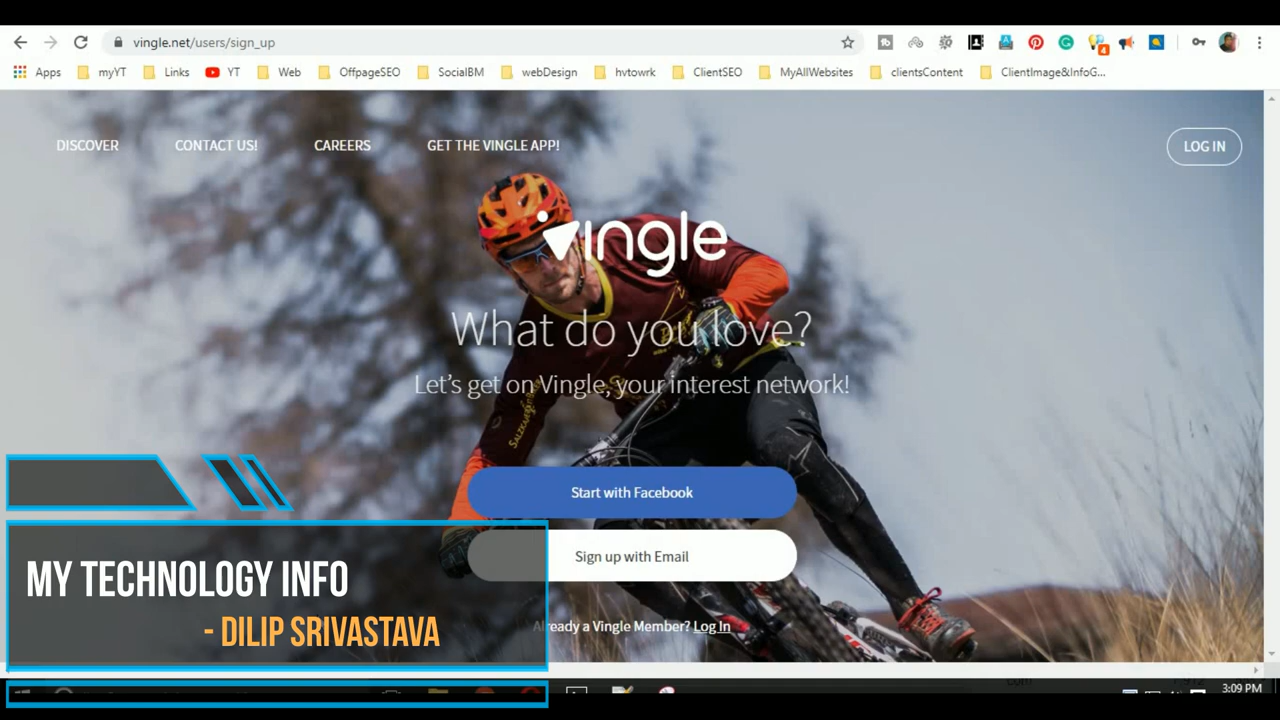 vingle.net/users/sign_up
4
Apps myYT Links YT Web OffpageSEO SocialBM webDesign hvtowrk ClientSEO MyAllWebsites clientsContent ClientImage&InfoG...
DISCOVER CONTACT US! CAREERS GET THE VINGLE APP! LOG IN
vingle
What do you love?
Let's get on Vingle, your interest network!
SALZKAMMERGUT
Start with Facebook
Sign up with Email
Already a Vingle Member? Log In
MY TECHNOLOGY INFO
- DILIP SRIVASTAVA
3:09 PM